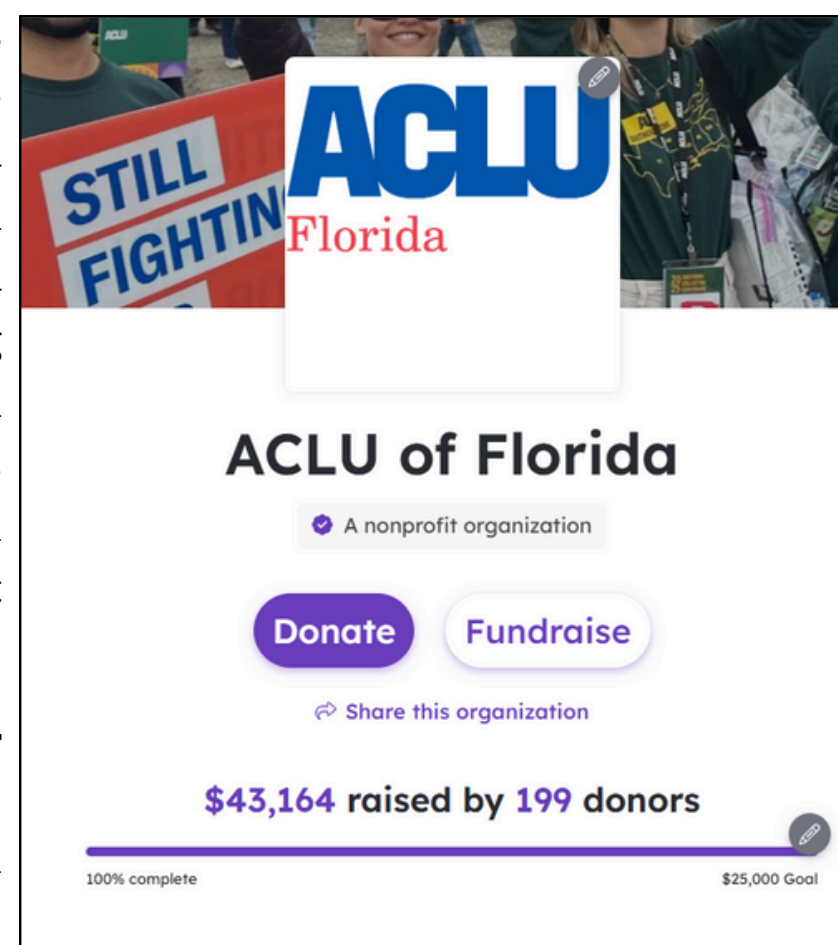 ACLU
STILL
FIGHTIN
ACLU
Florida
ACLU of Florida
A nonprofit organization
Donate
Fundraise
Share this organization
$43,164 raised by 199 donors
100% complete
$25,000 Goal